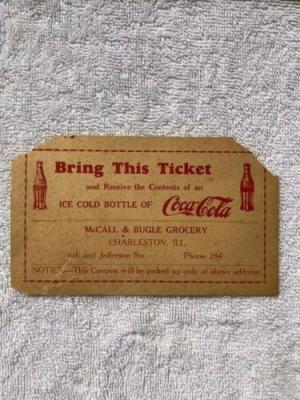 Bring This Ticket
and Receive the Contents of an
ICE COLD BOTTLE OF Coca-Cola
McCALL & BUGLE GROCERY
CHARLESTON, ILL.
6th and Jefferson Sts. Phone 284
NOTICE—This Coupon will be picked up only at above address